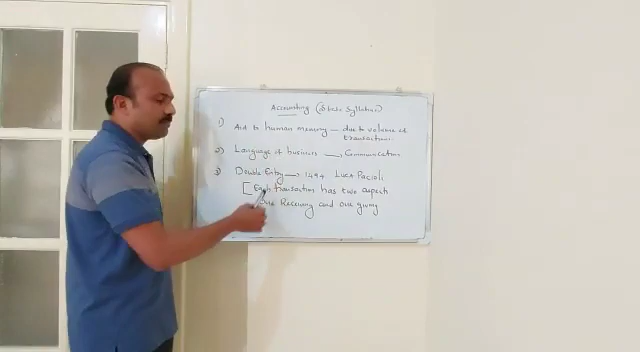 Accounting (State Syllabus)
1) Aid to human memory — due to volume of
transactions
2) Language of business → Communication
3) Double Entry → 1494 Luca Pacioli
[Each transaction has two aspects
One Receiving and one giving